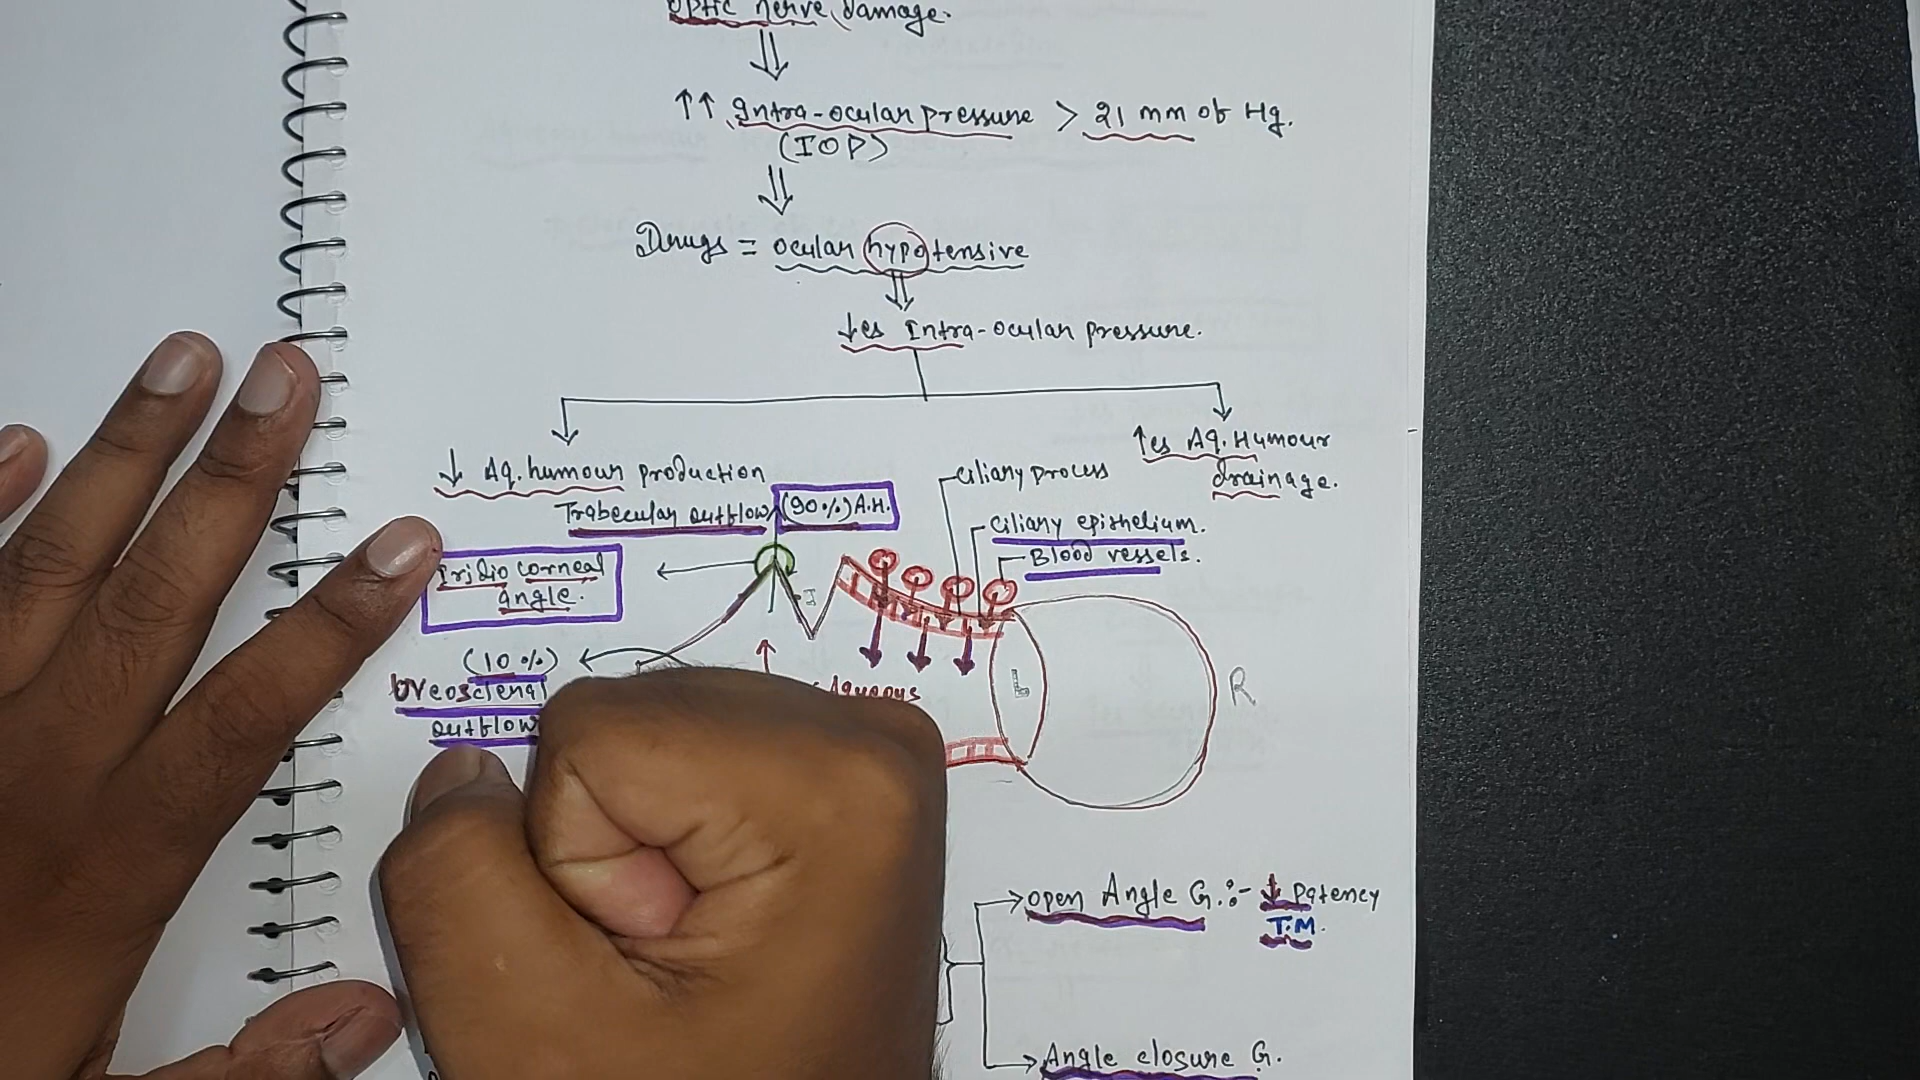 Optic nerve damage.
↑↑ Intra-ocular pressure > 21 mm of Hg.
(IOP)
Drugs = ocular hypotensive
↓es Intra-ocular pressure.
↓ Aq. humour production
↑es Aq. Humour
drainage.
Trabecular outflow (90%) A.H.
ciliary process
ciliary epithelium.
Blood vessels.
Irido corneal
angle.
I
(10%)
Uveoscleral
outflow
Aqueous
L
R
open Angle G. :- ↓ Patency
T.M.
Angle closure G.